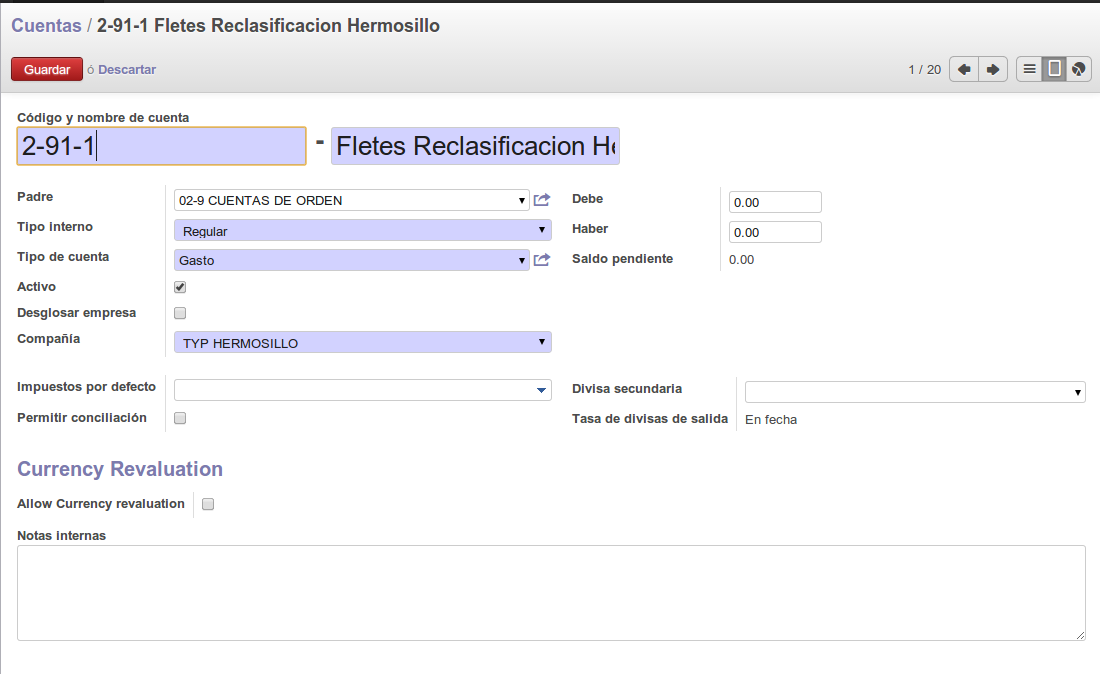 Cuentas / 2-91-1 Fletes Reclasificacion Hermosillo
Guardar ó Descartar
1 / 20
Código y nombre de cuenta
2-91-1 - Fletes Reclasificacion He
Padre 02-9 CUENTAS DE ORDEN
Debe 0.00
Tipo interno Regular
Haber 0.00
Tipo de cuenta Gasto
Saldo pendiente 0.00
Activo
Desglosar empresa
Compañía TYP HERMOSILLO
Impuestos por defecto
Divisa secundaria
Permitir conciliación
Tasa de divisas de salida En fecha
Currency Revaluation
Allow Currency revaluation
Notas internas